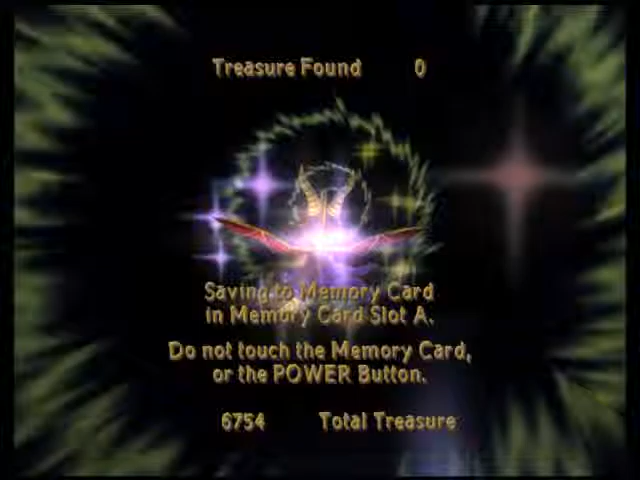 Treasure Found 0
Saving to Memory Card
in Memory Card Slot A.
Do not touch the Memory Card,
or the POWER Button.
6754 Total Treasure